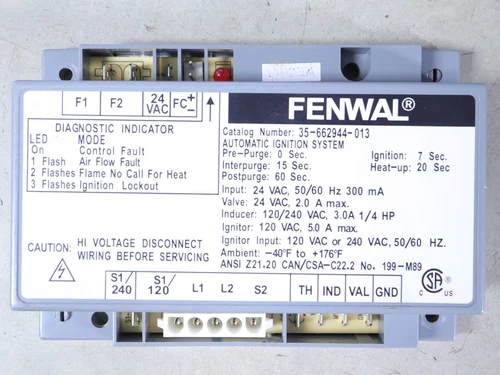 F1 F2 24 VAC FC + −
FENWAL®
DIAGNOSTIC INDICATOR
LED MODE
On Control Fault
1 Flash Air Flow Fault
2 Flashes Flame No Call For Heat
3 Flashes Ignition Lockout
Catalog Number: 35-662944-013
AUTOMATIC IGNITION SYSTEM
Pre-Purge: 0 Sec. Ignition: 7 Sec.
Interpurge: 15 Sec. Heat-up: 20 Sec
Postpurge: 60 Sec.
Input: 24 VAC, 50/60 Hz 300 mA
Valve: 24 VAC, 2.0 A max.
Inducer: 120/240 VAC, 3.0A 1/4 HP
Ignitor: 120 VAC, 5.0 A max.
Ignitor Input: 120 VAC or 240 VAC, 50/60 HZ.
Ambient: −40°F to +176°F
ANSI Z21.20 CAN/CSA-C22.2 No. 199-M89
CAUTION: HI VOLTAGE DISCONNECT
WIRING BEFORE SERVICING
S1/240 S1/120 L1 L2 S2 TH IND VAL GND
CSA®